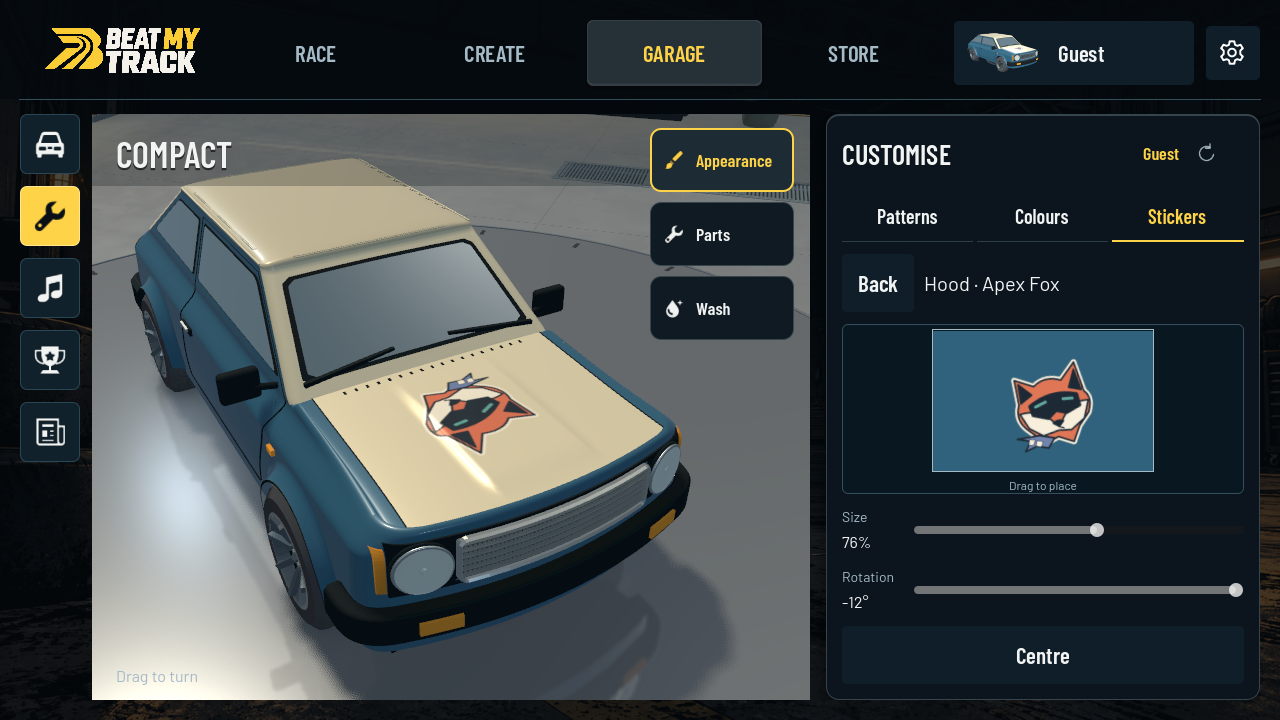 BEAT MY
TRACK
RACE
CREATE
GARAGE
STORE
Guest
COMPACT
Appearance
Parts
Wash
Drag to turn
CUSTOMISE
Guest
Patterns
Colours
Stickers
Back
Hood · Apex Fox
Drag to place
Size
76%
Rotation
-12°
Centre